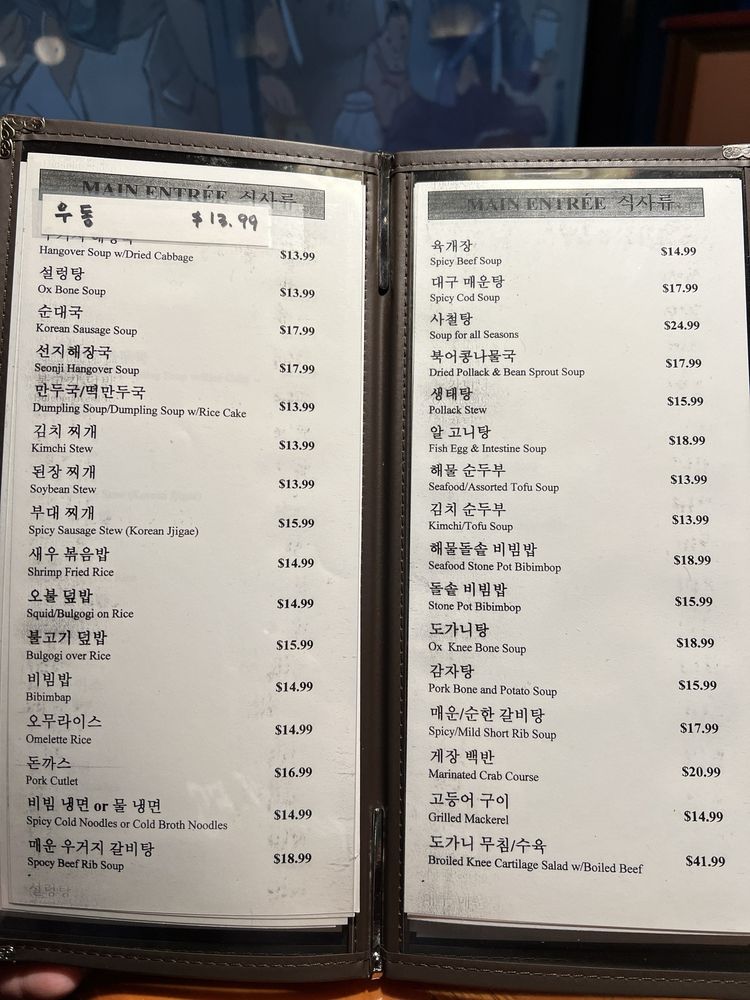 MAIN ENTRÉE 식사류
우동 $13.99
Hangover Soup w/Dried Cabbage $13.99
설렁탕
Ox Bone Soup $13.99
순대국
Korean Sausage Soup $17.99
선지해장국
Seonji Hangover Soup $17.99
만두국/떡만두국
Dumpling Soup/Dumpling Soup w/Rice Cake $13.99
김치 찌개
Kimchi Stew $13.99
된장 찌개
Soybean Stew $13.99
부대 찌개
Spicy Sausage Stew (Korean Jjigae) $15.99
새우 볶음밥
Shrimp Fried Rice $14.99
오불 덮밥
Squid/Bulgogi on Rice $14.99
불고기 덮밥
Bulgogi over Rice $15.99
비빔밥
Bibimbap $14.99
오무라이스
Omelette Rice $14.99
돈까스
Pork Cutlet $16.99
비빔 냉면 or 물 냉면
Spicy Cold Noodles or Cold Broth Noodles $14.99
매운 우거지 갈비탕
Spocy Beef Rib Soup $18.99
MAIN ENTRÉE 식사류
육개장
Spicy Beef Soup $14.99
대구 매운탕
Spicy Cod Soup $17.99
사철탕
Soup for all Seasons $24.99
북어콩나물국
Dried Pollack & Bean Sprout Soup $17.99
생태탕
Pollack Stew $15.99
알 고니탕
Fish Egg & Intestine Soup $18.99
해물 순두부
Seafood/Assorted Tofu Soup $13.99
김치 순두부
Kimchi/Tofu Soup $13.99
해물돌솥 비빔밥
Seafood Stone Pot Bibimbop $18.99
돌솥 비빔밥
Stone Pot Bibimbop $15.99
도가니탕
Ox Knee Bone Soup $18.99
감자탕
Pork Bone and Potato Soup $15.99
매운/순한 갈비탕
Spicy/Mild Short Rib Soup $17.99
게장 백반
Marinated Crab Course $20.99
고등어 구이
Grilled Mackerel $14.99
도가니 무침/수육
Broiled Knee Cartilage Salad w/Boiled Beef $41.99